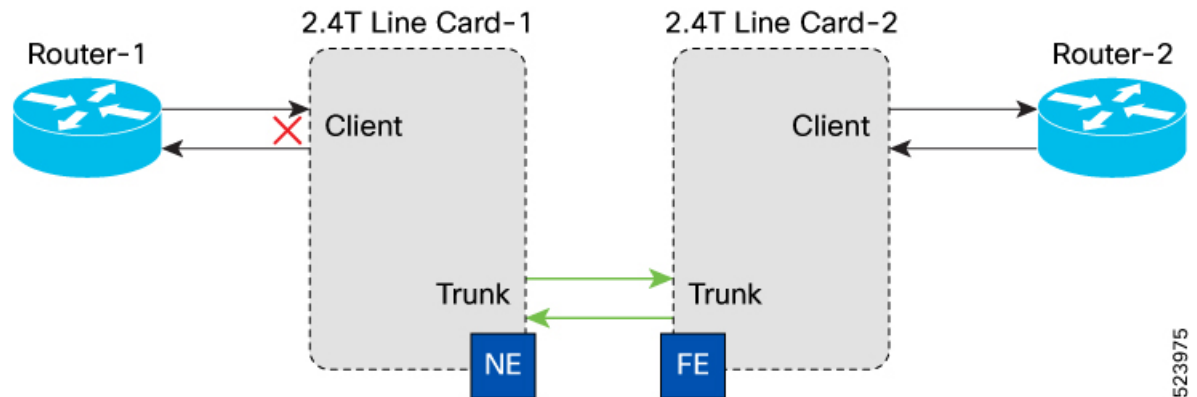 2.4T Line Card-1
2.4T Line Card-2
Router-1
Router-2
Client
Client
Trunk
Trunk
NE
FE
523975